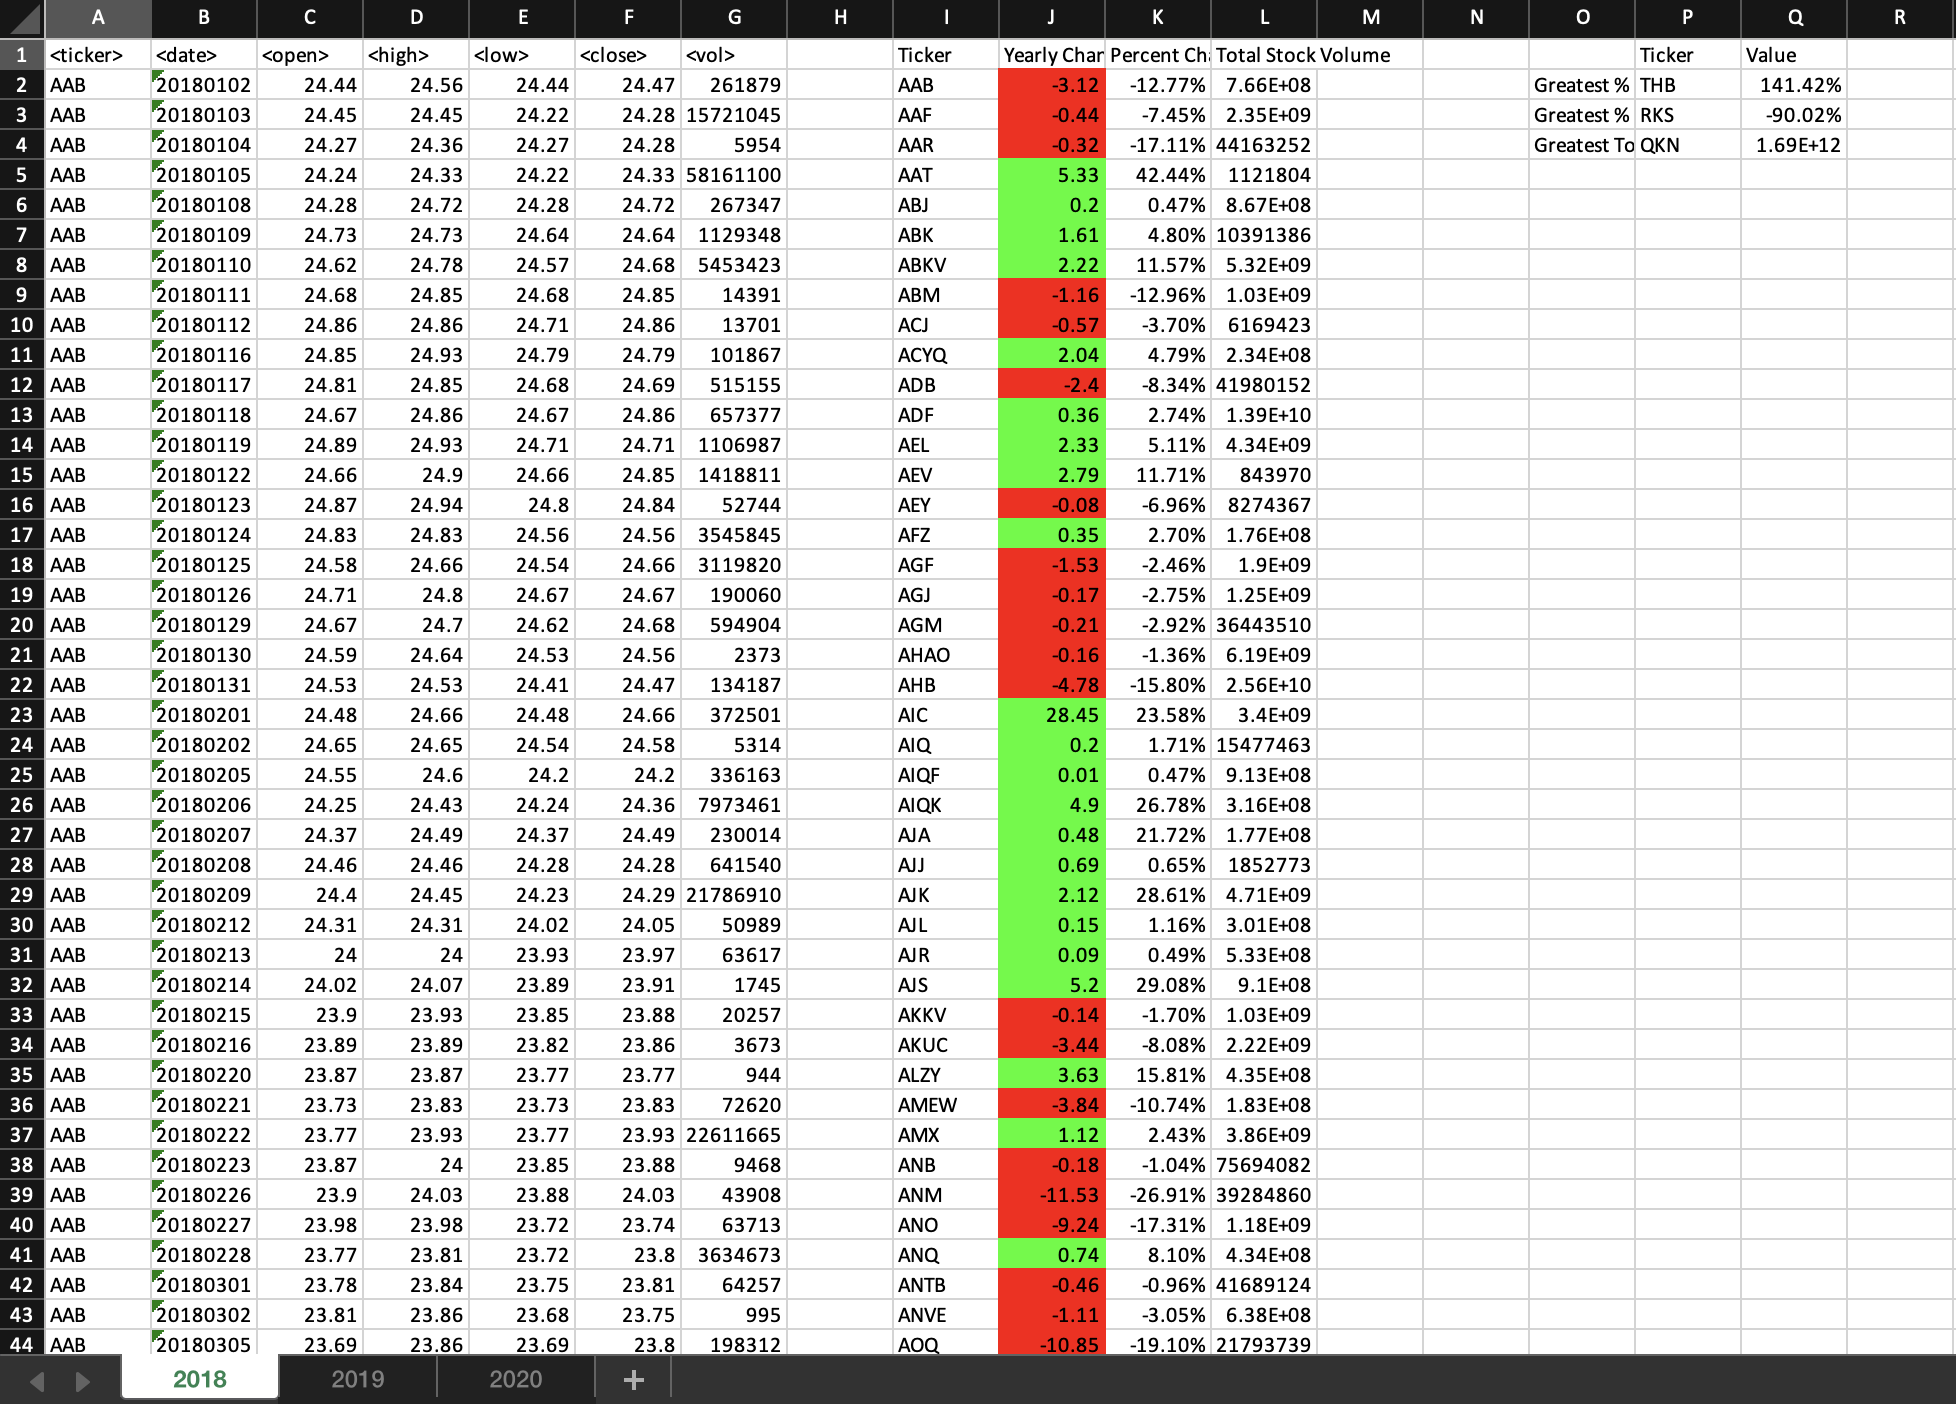 A B C D E F G H I J K L M N O P Q R
1 <ticker> <date> <open> <high> <low> <close> <vol> Ticker Yearly Char Percent Ch Total Stock Volume Ticker Value
2 AAB 20180102 24.44 24.56 24.44 24.47 261879 AAB -3.12 -12.77% 7.66E+08 Greatest % THB 141.42%
3 AAB 20180103 24.45 24.45 24.22 24.28 15721045 AAF -0.44 -7.45% 2.35E+09 Greatest % RKS -90.02%
4 AAB 20180104 24.27 24.36 24.27 24.28 5954 AAR -0.32 -17.11% 44163252 Greatest To QKN 1.69E+12
5 AAB 20180105 24.24 24.33 24.22 24.33 58161100 AAT 5.33 42.44% 1121804
6 AAB 20180108 24.28 24.72 24.28 24.72 267347 ABJ 0.2 0.47% 8.67E+08
7 AAB 20180109 24.73 24.73 24.64 24.64 1129348 ABK 1.61 4.80% 10391386
8 AAB 20180110 24.62 24.78 24.57 24.68 5453423 ABKV 2.22 11.57% 5.32E+09
9 AAB 20180111 24.68 24.85 24.68 24.85 14391 ABM -1.16 -12.96% 1.03E+09
10 AAB 20180112 24.86 24.86 24.71 24.86 13701 ACJ -0.57 -3.70% 6169423
11 AAB 20180116 24.85 24.93 24.79 24.79 101867 ACYQ 2.04 4.79% 2.34E+08
12 AAB 20180117 24.81 24.85 24.68 24.69 515155 ADB -2.4 -8.34% 41980152
13 AAB 20180118 24.67 24.86 24.67 24.86 657377 ADF 0.36 2.74% 1.39E+10
14 AAB 20180119 24.89 24.93 24.71 24.71 1106987 AEL 2.33 5.11% 4.34E+09
15 AAB 20180122 24.66 24.9 24.66 24.85 1418811 AEV 2.79 11.71% 843970
16 AAB 20180123 24.87 24.94 24.8 24.84 52744 AEY -0.08 -6.96% 8274367
17 AAB 20180124 24.83 24.83 24.56 24.56 3545845 AFZ 0.35 2.70% 1.76E+08
18 AAB 20180125 24.58 24.66 24.54 24.66 3119820 AGF -1.53 -2.46% 1.9E+09
19 AAB 20180126 24.71 24.8 24.67 24.67 190060 AGJ -0.17 -2.75% 1.25E+09
20 AAB 20180129 24.67 24.7 24.62 24.68 594904 AGM -0.21 -2.92% 36443510
21 AAB 20180130 24.59 24.64 24.53 24.56 2373 AHAO -0.16 -1.36% 6.19E+09
22 AAB 20180131 24.53 24.53 24.41 24.47 134187 AHB -4.78 -15.80% 2.56E+10
23 AAB 20180201 24.48 24.66 24.48 24.66 372501 AIC 28.45 23.58% 3.4E+09
24 AAB 20180202 24.65 24.65 24.54 24.58 5314 AIQ 0.2 1.71% 15477463
25 AAB 20180205 24.55 24.6 24.2 24.2 336163 AIQF 0.01 0.47% 9.13E+08
26 AAB 20180206 24.25 24.43 24.24 24.36 7973461 AIQK 4.9 26.78% 3.16E+08
27 AAB 20180207 24.37 24.49 24.37 24.49 230014 AJA 0.48 21.72% 1.77E+08
28 AAB 20180208 24.46 24.46 24.28 24.28 641540 AJJ 0.69 0.65% 1852773
29 AAB 20180209 24.4 24.45 24.23 24.29 21786910 AJK 2.12 28.61% 4.71E+09
30 AAB 20180212 24.31 24.31 24.02 24.05 50989 AJL 0.15 1.16% 3.01E+08
31 AAB 20180213 24 24 23.93 23.97 63617 AJR 0.09 0.49% 5.33E+08
32 AAB 20180214 24.02 24.07 23.89 23.91 1745 AJS 5.2 29.08% 9.1E+08
33 AAB 20180215 23.9 23.93 23.85 23.88 20257 AKKV -0.14 -1.70% 1.03E+09
34 AAB 20180216 23.89 23.89 23.82 23.86 3673 AKUC -3.44 -8.08% 2.22E+09
35 AAB 20180220 23.87 23.87 23.77 23.77 944 ALZY 3.63 15.81% 4.35E+08
36 AAB 20180221 23.73 23.83 23.73 23.83 72620 AMEW -3.84 -10.74% 1.83E+08
37 AAB 20180222 23.77 23.93 23.77 23.93 22611665 AMX 1.12 2.43% 3.86E+09
38 AAB 20180223 23.87 24 23.85 23.88 9468 ANB -0.18 -1.04% 75694082
39 AAB 20180226 23.9 24.03 23.88 24.03 43908 ANM -11.53 -26.91% 39284860
40 AAB 20180227 23.98 23.98 23.72 23.74 63713 ANO -9.24 -17.31% 1.18E+09
41 AAB 20180228 23.77 23.81 23.72 23.8 3634673 ANQ 0.74 8.10% 4.34E+08
42 AAB 20180301 23.78 23.84 23.75 23.81 64257 ANTB -0.46 -0.96% 41689124
43 AAB 20180302 23.81 23.86 23.68 23.75 995 ANVE -1.11 -3.05% 6.38E+08
44 AAB 20180305 23.69 23.86 23.69 23.8 198312 AOQ -10.85 -19.10% 21793739
2018 2019 2020 +